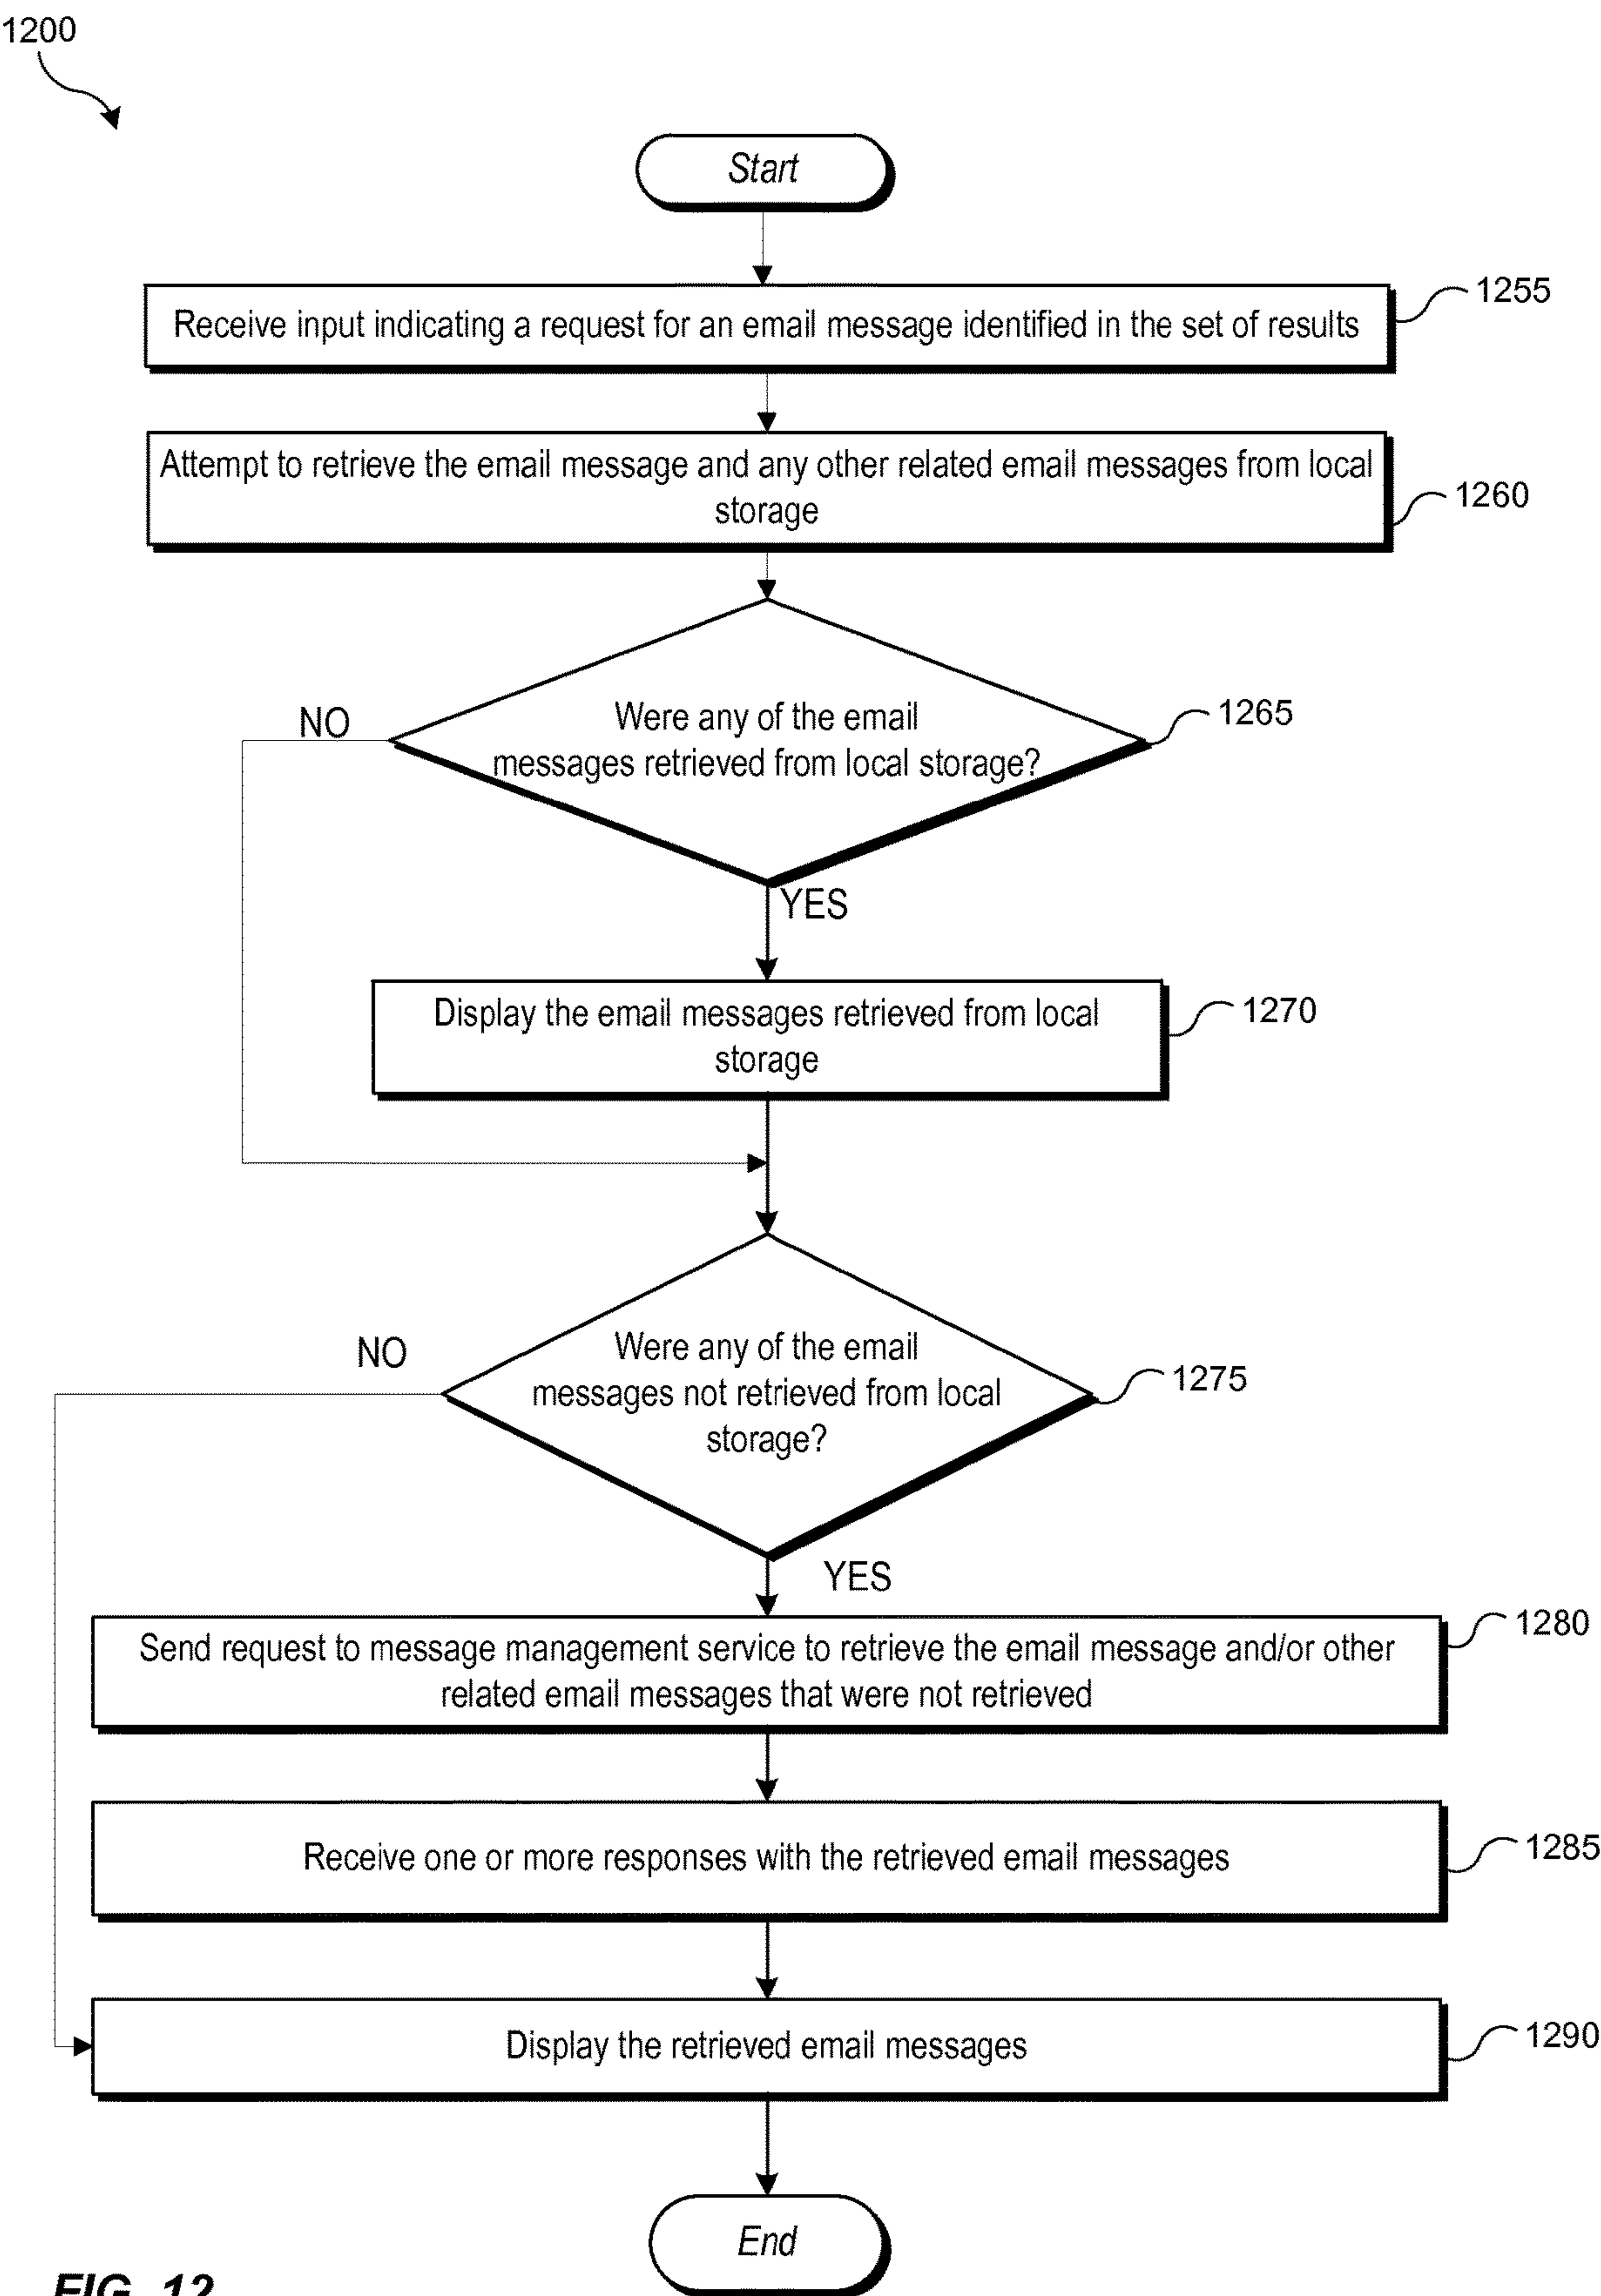 1200
Start
Receive input indicating a request for an email message identified in the set of results
1255
Attempt to retrieve the email message and any other related email messages from local
storage
1260
Were any of the email
messages retrieved from local storage?
1265
NO
YES
Display the email messages retrieved from local
storage
1270
Were any of the email
messages not retrieved from local
storage?
1275
NO
YES
Send request to message management service to retrieve the email message and/or other
related email messages that were not retrieved
1280
Receive one or more responses with the retrieved email messages
1285
Display the retrieved email messages
1290
End
FIG. 12